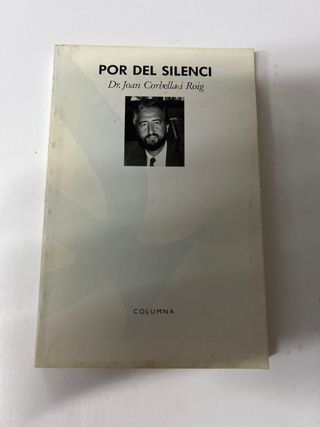 POR DEL SILENCI
Dr. Joan Corbella i Roig
COLUMNA